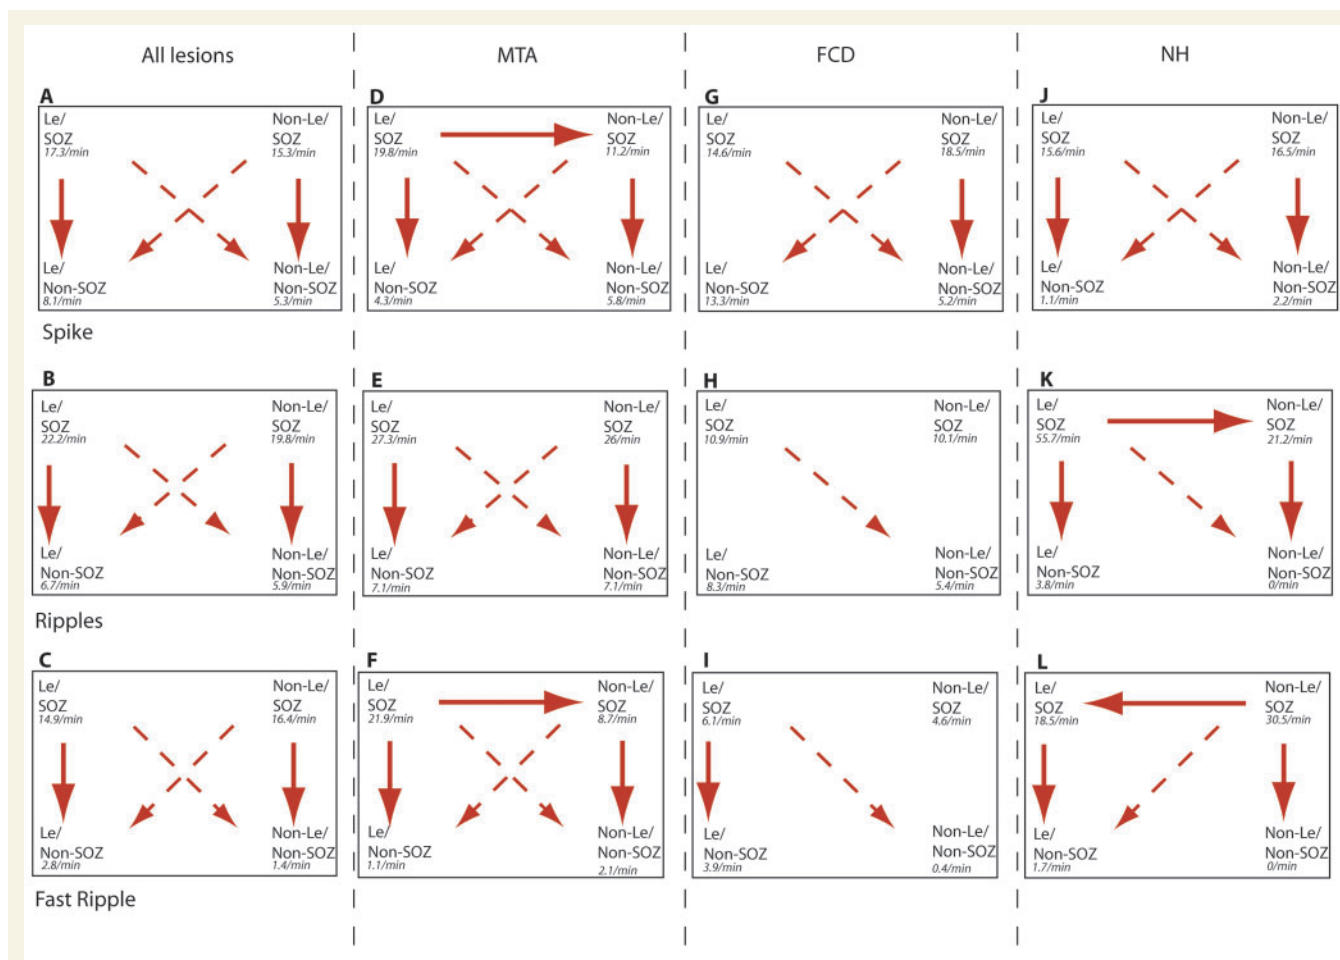 All lesions
MTA
FCD
NH
A
Le/
SOZ
17.3/min
Non-Le/
SOZ
15.3/min
Le/
Non-SOZ
8.1/min
Non-Le/
Non-SOZ
5.3/min
Spike
D
Le/
SOZ
19.8/min
Non-Le/
SOZ
11.2/min
Le/
Non-SOZ
4.3/min
Non-Le/
Non-SOZ
5.8/min
G
Le/
SOZ
14.6/min
Non-Le/
SOZ
18.5/min
Le/
Non-SOZ
13.3/min
Non-Le/
Non-SOZ
5.2/min
J
Le/
SOZ
15.6/min
Non-Le/
SOZ
16.5/min
Le/
Non-SOZ
1.1/min
Non-Le/
Non-SOZ
2.2/min
B
Le/
SOZ
22.2/min
Non-Le/
SOZ
19.8/min
Le/
Non-SOZ
6.7/min
Non-Le/
Non-SOZ
5.9/min
Ripples
E
Le/
SOZ
27.3/min
Non-Le/
SOZ
26/min
Le/
Non-SOZ
7.1/min
Non-Le/
Non-SOZ
7.1/min
H
Le/
SOZ
10.9/min
Non-Le/
SOZ
10.1/min
Le/
Non-SOZ
8.3/min
Non-Le/
Non-SOZ
5.4/min
K
Le/
SOZ
55.7/min
Non-Le/
SOZ
21.2/min
Le/
Non-SOZ
3.8/min
Non-Le/
Non-SOZ
0/min
C
Le/
SOZ
14.9/min
Non-Le/
SOZ
16.4/min
Le/
Non-SOZ
2.8/min
Non-Le/
Non-SOZ
1.4/min
Fast Ripple
F
Le/
SOZ
21.9/min
Non-Le/
SOZ
8.7/min
Le/
Non-SOZ
1.1/min
Non-Le/
Non-SOZ
2.1/min
I
Le/
SOZ
6.1/min
Non-Le/
SOZ
4.6/min
Le/
Non-SOZ
3.9/min
Non-Le/
Non-SOZ
0.4/min
L
Le/
SOZ
18.5/min
Non-Le/
SOZ
30.5/min
Le/
Non-SOZ
1.7/min
Non-Le/
Non-SOZ
0/min